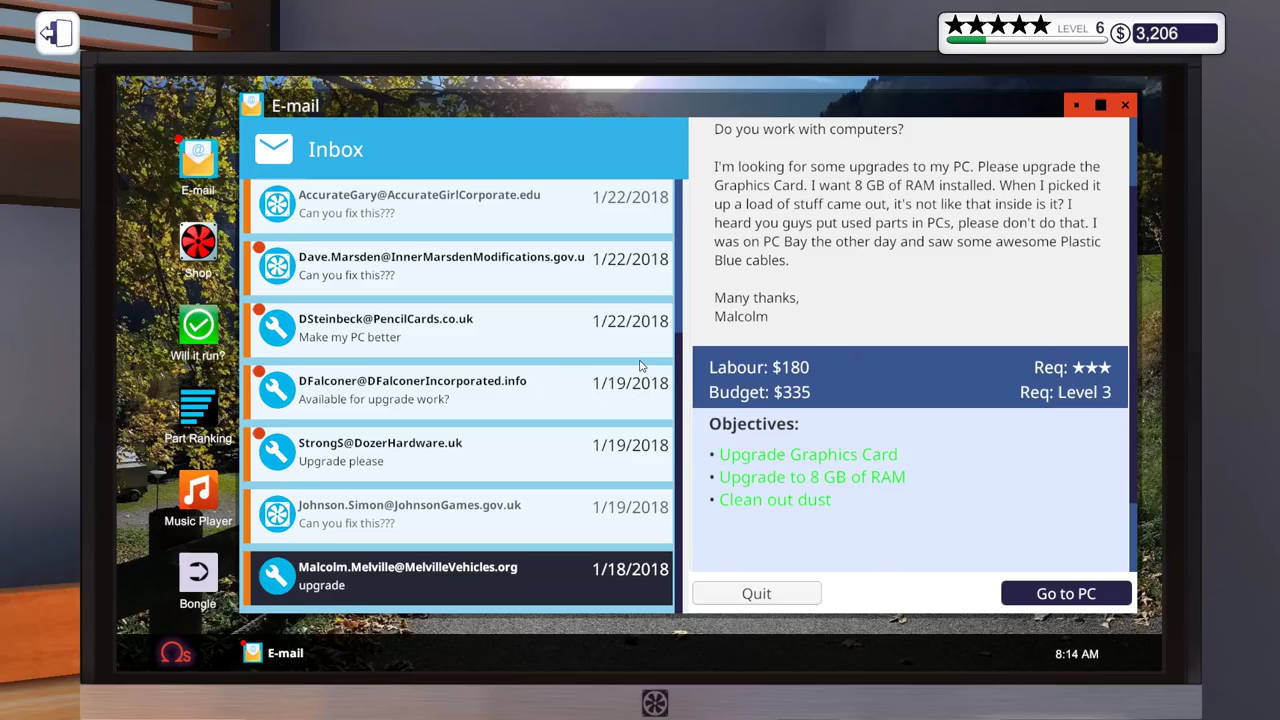 LEVEL 6 $ 3,206
E-mail
Inbox
E-mail
Shop
Will it run?
Part Ranking
Music Player
Bongle
AccurateGary@AccurateGirlCorporate.edu 1/22/2018
Can you fix this???
Dave.Marsden@InnerMarsdenModifications.gov.u 1/22/2018
Can you fix this???
DSteinbeck@PencilCards.co.uk 1/22/2018
Make my PC better
DFalconer@DFalconerIncorporated.info 1/19/2018
Available for upgrade work?
StrongS@DozerHardware.uk 1/19/2018
Upgrade please
Johnson.Simon@JohnsonGames.gov.uk 1/19/2018
Can you fix this???
Malcolm.Melville@MelvilleVehicles.org 1/18/2018
upgrade
Do you work with computers?
I'm looking for some upgrades to my PC. Please upgrade the
Graphics Card. I want 8 GB of RAM installed. When I picked it
up a load of stuff came out, it's not like that inside is it? I
heard you guys put used parts in PCs, please don't do that. I
was on PC Bay the other day and saw some awesome Plastic
Blue cables.
Many thanks,
Malcolm
Labour: $180 Req: ★★★
Budget: $335 Req: Level 3
Objectives:
• Upgrade Graphics Card
• Upgrade to 8 GB of RAM
• Clean out dust
Quit Go to PC
Ωs E-mail 8:14 AM